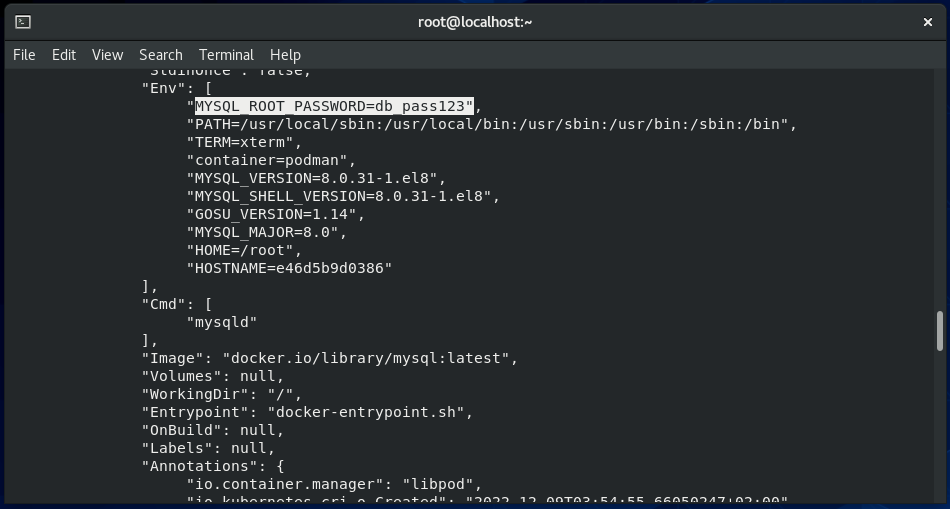 root@localhost:~
File Edit View Search Terminal Help
"StdinOnce": false,
"Env": [
"MYSQL_ROOT_PASSWORD=db_pass123",
"PATH=/usr/local/sbin:/usr/local/bin:/usr/sbin:/usr/bin:/sbin:/bin",
"TERM=xterm",
"container=podman",
"MYSQL_VERSION=8.0.31-1.el8",
"MYSQL_SHELL_VERSION=8.0.31-1.el8",
"GOSU_VERSION=1.14",
"MYSQL_MAJOR=8.0",
"HOME=/root",
"HOSTNAME=e46d5b9d0386"
],
"Cmd": [
"mysqld"
],
"Image": "docker.io/library/mysql:latest",
"Volumes": null,
"WorkingDir": "/",
"Entrypoint": "docker-entrypoint.sh",
"OnBuild": null,
"Labels": null,
"Annotations": {
"io.container.manager": "libpod",
"io.kubernetes.cri-o.Created": "2022-12-09T03:54:55.66050247+02:00"